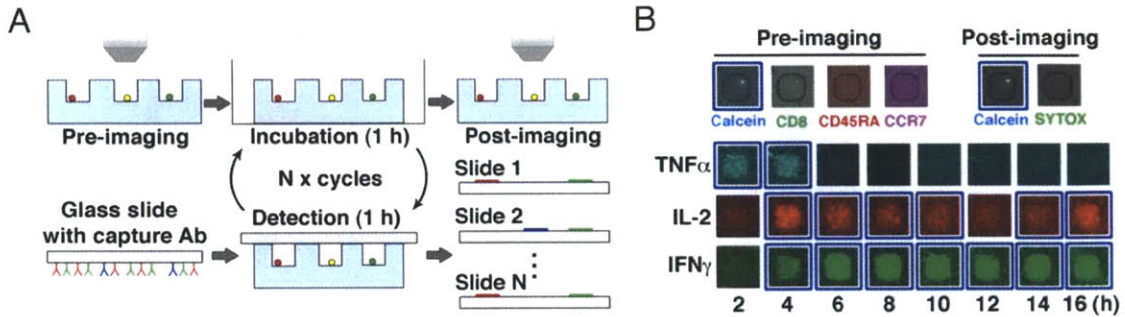 A
Pre-imaging
Incubation (1 h)
Post-imaging
N x cycles
Glass slide
with capture Ab
Detection (1 h)
Slide 1
Slide 2
Slide N
B
Pre-imaging
Post-imaging
Calcein CD8 CD45RA CCR7
Calcein SYTOX
TNFα
IL-2
IFNγ
2 4 6 8 10 12 14 16 (h)